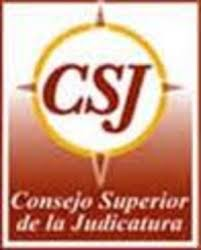 CSJ
Consejo Superior
de la Judicatura